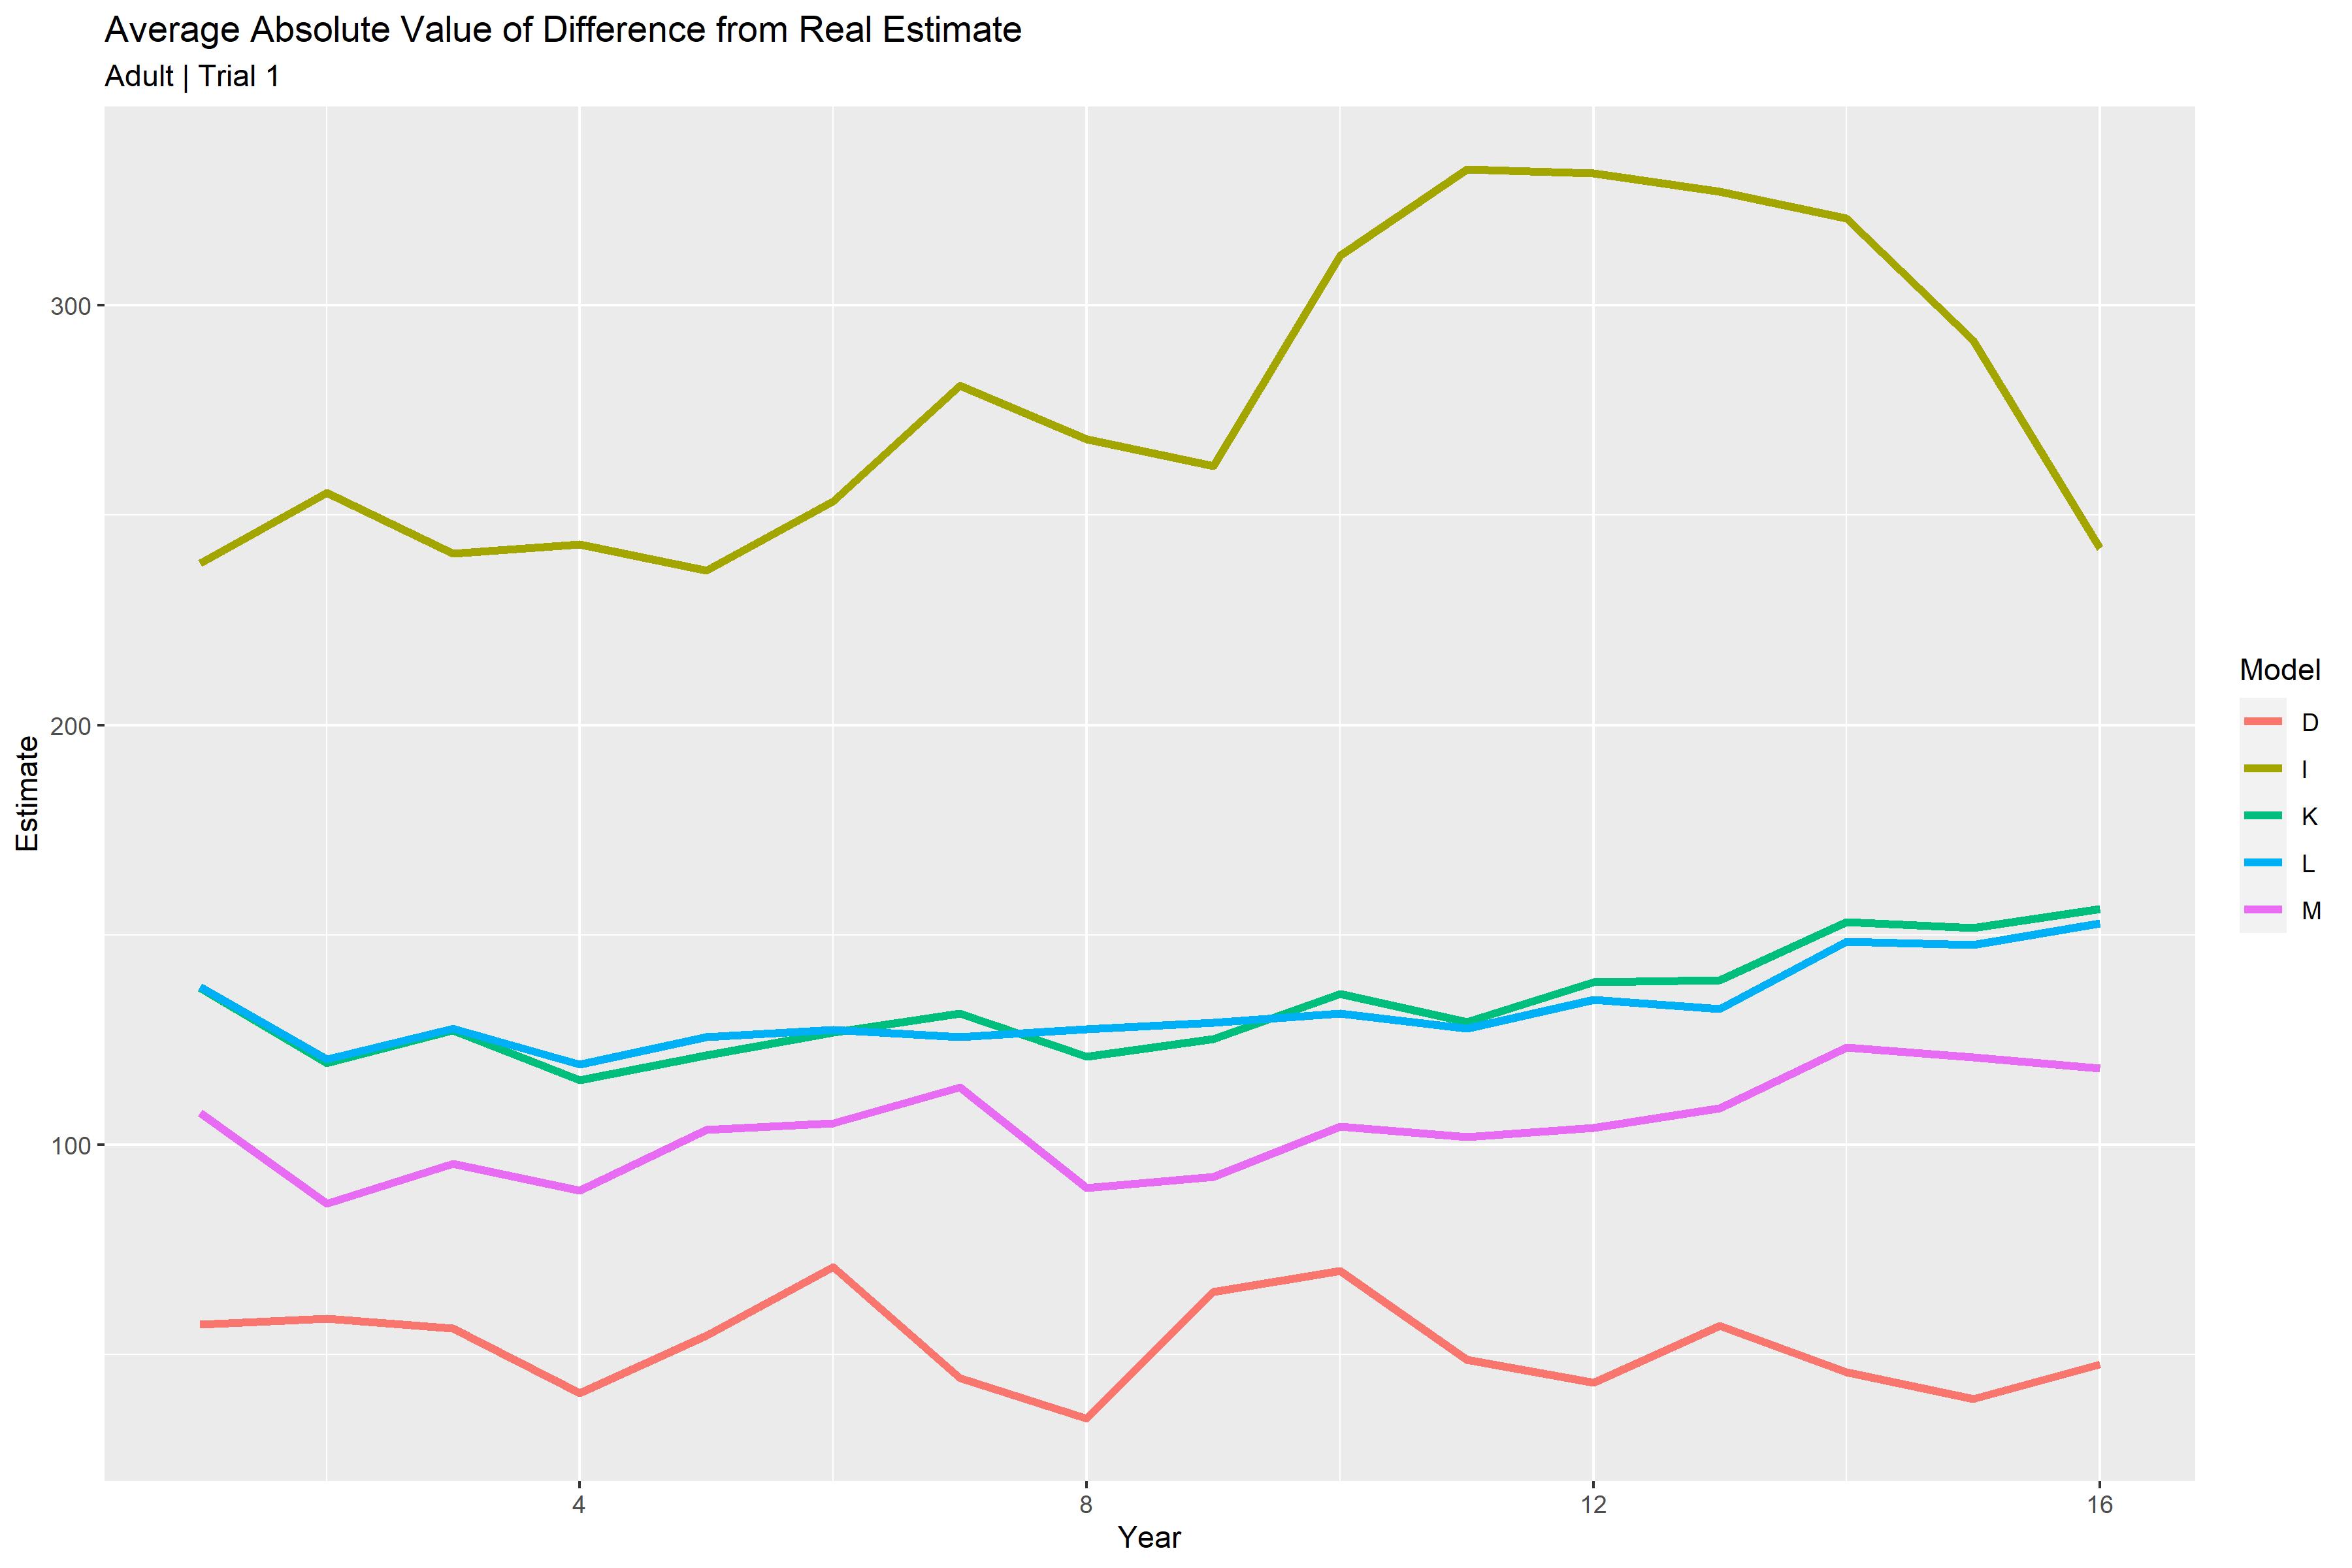 Average Absolute Value of Difference from Real Estimate
Adult | Trial 1
300
200
100
Estimate
4
8
12
16
Year
Model
D
I
K
L
M